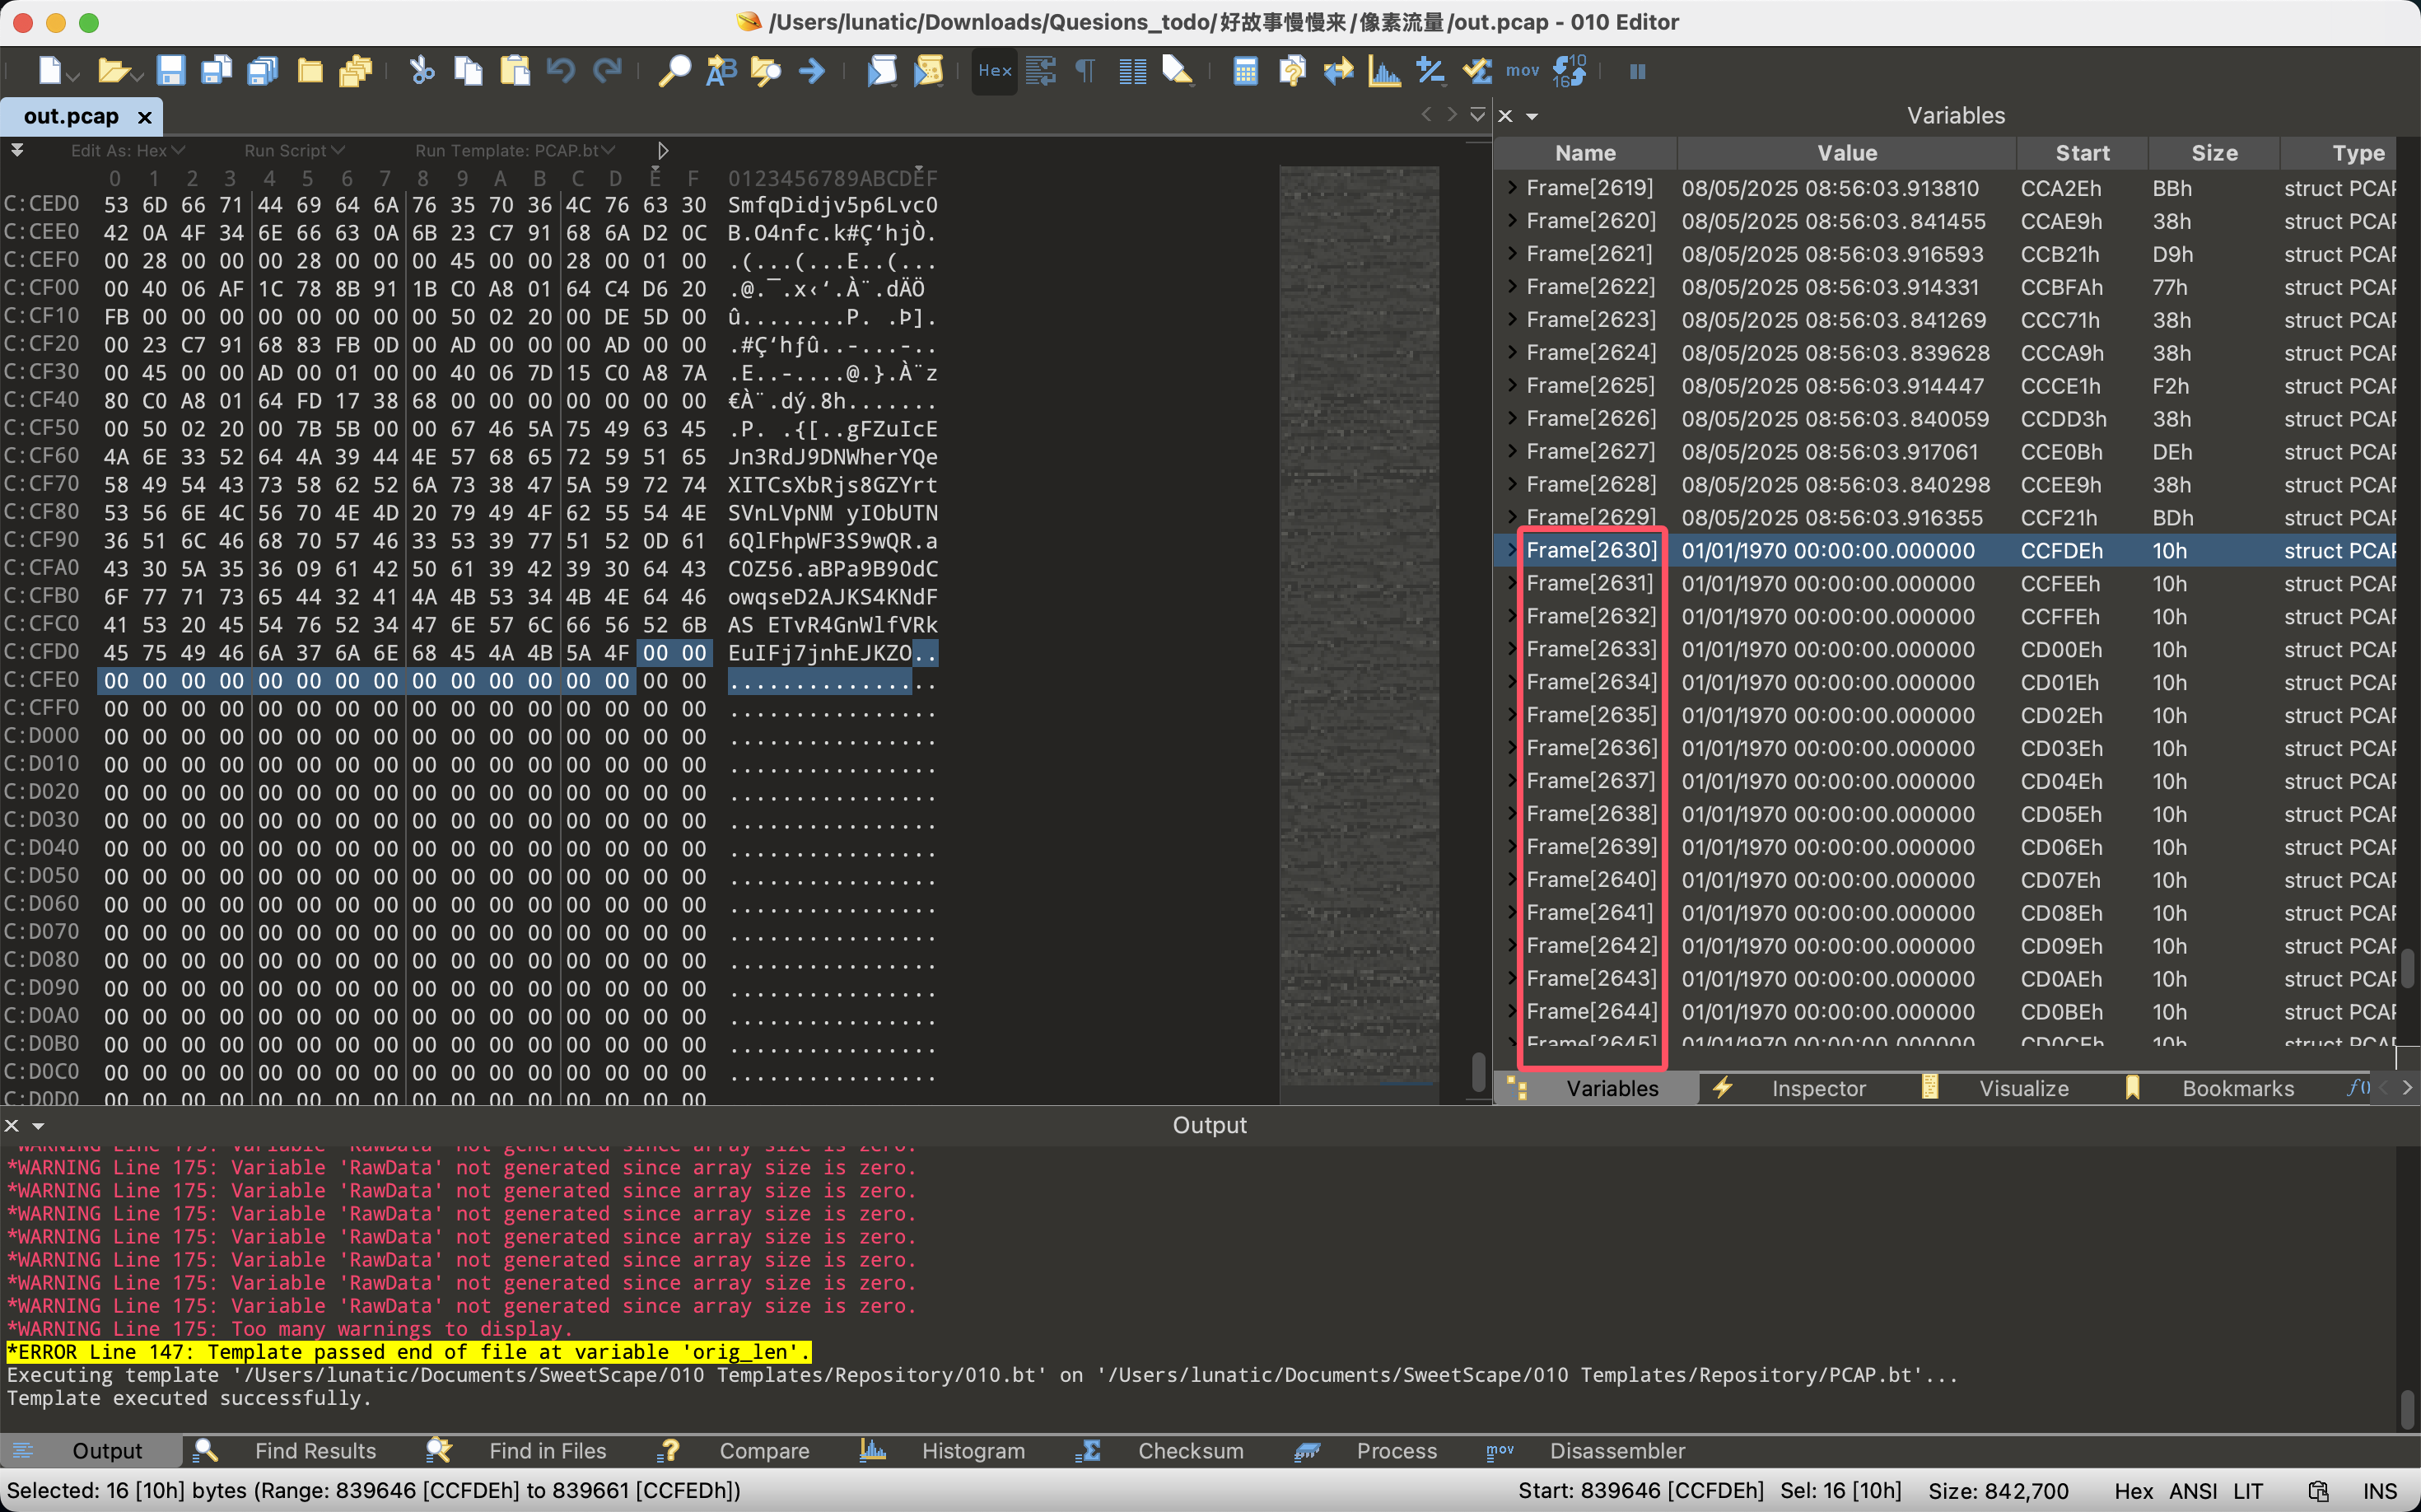 /Users/lunatic/Downloads/Quesions_todo/好故事慢慢来/像素流量/out.pcap - 010 Editor
Hex
mov
out.pcap
Edit As: Hex Run Script Run Template: PCAP.bt
0 1 2 3 4 5 6 7 8 9 A B C D E F 0123456789ABCDEF
C:CED0 53 6D 66 71 44 69 64 6A 76 35 70 36 4C 76 63 30 SmfqDidjv5p6Lvc0
C:CEE0 42 0A 4F 34 6E 66 63 0A 6B 23 C7 91 68 6A D2 0C B.O4nfc.k#Ç‘hjÒ.
C:CEF0 00 28 00 00 00 28 00 00 00 45 00 00 28 00 01 00 .(...(...E..(...
C:CF00 00 40 06 AF 1C 78 8B 91 1B C0 A8 01 64 C4 D6 20 .@.¯.x‹‘.À¨.dÄÖ
C:CF10 FB 00 00 00 00 00 00 00 00 50 02 20 00 DE 5D 00 û........P. .Þ].
C:CF20 00 23 C7 91 68 83 FB 0D 00 AD 00 00 00 AD 00 00 .#Ç‘hƒû..-...-..
C:CF30 00 45 00 00 AD 00 01 00 00 40 06 7D 15 C0 A8 7A .E..-....@.}.À¨z
C:CF40 80 C0 A8 01 64 FD 17 38 68 00 00 00 00 00 00 00 €À¨.dý.8h.......
C:CF50 00 50 02 20 00 7B 5B 00 00 67 46 5A 75 49 63 45 .P. .{[..gFZuIcE
C:CF60 4A 6E 33 52 64 4A 39 44 4E 57 68 65 72 59 51 65 Jn3RdJ9DNWherYQe
C:CF70 58 49 54 43 73 58 62 52 6A 73 38 47 5A 59 72 74 XITCsXbRjs8GZYrt
C:CF80 53 56 6E 4C 56 70 4E 4D 20 79 49 4F 62 55 54 4E SVnLVpNM yIObUTN
C:CF90 36 51 6C 46 68 70 57 46 33 53 39 77 51 52 0D 61 6QlFhpWF3S9wQR.a
C:CFA0 43 30 5A 35 36 09 61 42 50 61 39 42 39 30 64 43 C0Z56.aBPa9B90dC
C:CFB0 6F 77 71 73 65 44 32 41 4A 4B 53 34 4B 4E 64 46 owqseD2AJKS4KNdF
C:CFC0 41 53 20 45 54 76 52 34 47 6E 57 6C 66 56 52 6B AS ETvR4GnWlfVRk
C:CFD0 45 75 49 46 6A 37 6A 6E 68 45 4A 4B 5A 4F 00 00 EuIFj7jnhEJKZO..
C:CFE0 00 00 00 00 00 00 00 00 00 00 00 00 00 00 00 00 ................
C:CFF0 00 00 00 00 00 00 00 00 00 00 00 00 00 00 00 00 ................
C:D000 00 00 00 00 00 00 00 00 00 00 00 00 00 00 00 00 ................
C:D010 00 00 00 00 00 00 00 00 00 00 00 00 00 00 00 00 ................
C:D020 00 00 00 00 00 00 00 00 00 00 00 00 00 00 00 00 ................
C:D030 00 00 00 00 00 00 00 00 00 00 00 00 00 00 00 00 ................
C:D040 00 00 00 00 00 00 00 00 00 00 00 00 00 00 00 00 ................
C:D050 00 00 00 00 00 00 00 00 00 00 00 00 00 00 00 00 ................
C:D060 00 00 00 00 00 00 00 00 00 00 00 00 00 00 00 00 ................
C:D070 00 00 00 00 00 00 00 00 00 00 00 00 00 00 00 00 ................
C:D080 00 00 00 00 00 00 00 00 00 00 00 00 00 00 00 00 ................
C:D090 00 00 00 00 00 00 00 00 00 00 00 00 00 00 00 00 ................
C:D0A0 00 00 00 00 00 00 00 00 00 00 00 00 00 00 00 00 ................
C:D0B0 00 00 00 00 00 00 00 00 00 00 00 00 00 00 00 00 ................
C:D0C0 00 00 00 00 00 00 00 00 00 00 00 00 00 00 00 00 ................
C:D0D0 00 00 00 00 00 00 00 00 00 00 00 00 00 00 00 00
Variables
Name Value Start Size Type
Frame[2619] 08/05/2025 08:56:03.913810 CCA2Eh BBh struct PCAP
Frame[2620] 08/05/2025 08:56:03.841455 CCAE9h 38h struct PCAP
Frame[2621] 08/05/2025 08:56:03.916593 CCB21h D9h struct PCAP
Frame[2622] 08/05/2025 08:56:03.914331 CCBFAh 77h struct PCAP
Frame[2623] 08/05/2025 08:56:03.841269 CCC71h 38h struct PCAP
Frame[2624] 08/05/2025 08:56:03.839628 CCCA9h 38h struct PCAP
Frame[2625] 08/05/2025 08:56:03.914447 CCCE1h F2h struct PCAP
Frame[2626] 08/05/2025 08:56:03.840059 CCDD3h 38h struct PCAP
Frame[2627] 08/05/2025 08:56:03.917061 CCE0Bh DEh struct PCAP
Frame[2628] 08/05/2025 08:56:03.840298 CCEE9h 38h struct PCAP
Frame[2629] 08/05/2025 08:56:03.916355 CCF21h BDh struct PCAP
Frame[2630] 01/01/1970 00:00:00.000000 CCFDEh 10h struct PCAP
Frame[2631] 01/01/1970 00:00:00.000000 CCFEEh 10h struct PCAP
Frame[2632] 01/01/1970 00:00:00.000000 CCFFEh 10h struct PCAP
Frame[2633] 01/01/1970 00:00:00.000000 CD00Eh 10h struct PCAP
Frame[2634] 01/01/1970 00:00:00.000000 CD01Eh 10h struct PCAP
Frame[2635] 01/01/1970 00:00:00.000000 CD02Eh 10h struct PCAP
Frame[2636] 01/01/1970 00:00:00.000000 CD03Eh 10h struct PCAP
Frame[2637] 01/01/1970 00:00:00.000000 CD04Eh 10h struct PCAP
Frame[2638] 01/01/1970 00:00:00.000000 CD05Eh 10h struct PCAP
Frame[2639] 01/01/1970 00:00:00.000000 CD06Eh 10h struct PCAP
Frame[2640] 01/01/1970 00:00:00.000000 CD07Eh 10h struct PCAP
Frame[2641] 01/01/1970 00:00:00.000000 CD08Eh 10h struct PCAP
Frame[2642] 01/01/1970 00:00:00.000000 CD09Eh 10h struct PCAP
Frame[2643] 01/01/1970 00:00:00.000000 CD0AEh 10h struct PCAP
Frame[2644] 01/01/1970 00:00:00.000000 CD0BEh 10h struct PCAP
Frame[2645] 01/01/1970 00:00:00.000000 CD0CEh 10h struct PCAP
Variables Inspector Visualize Bookmarks f()
Output
*WARNING Line 175: Variable 'RawData' not generated since array size is zero.
*WARNING Line 175: Variable 'RawData' not generated since array size is zero.
*WARNING Line 175: Variable 'RawData' not generated since array size is zero.
*WARNING Line 175: Variable 'RawData' not generated since array size is zero.
*WARNING Line 175: Variable 'RawData' not generated since array size is zero.
*WARNING Line 175: Variable 'RawData' not generated since array size is zero.
*WARNING Line 175: Variable 'RawData' not generated since array size is zero.
*WARNING Line 175: Variable 'RawData' not generated since array size is zero.
*WARNING Line 175: Too many warnings to display.
*ERROR Line 147: Template passed end of file at variable 'orig_len'.
Executing template '/Users/lunatic/Documents/SweetScape/010 Templates/Repository/010.bt' on '/Users/lunatic/Documents/SweetScape/010 Templates/Repository/PCAP.bt'...
Template executed successfully.
Output Find Results Find in Files Compare Histogram Checksum Process mov Disassembler
Selected: 16 [10h] bytes (Range: 839646 [CCFDEh] to 839661 [CCFEDh]) Start: 839646 [CCFDEh] Sel: 16 [10h] Size: 842,700 Hex ANSI LIT INS